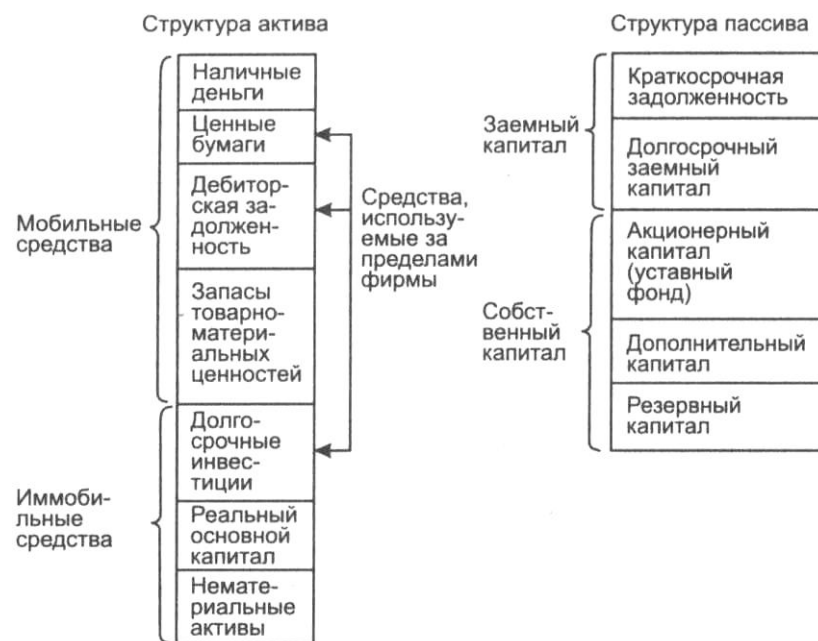 Структура актива
Мобильные
средства
Наличные
деньги
Ценные
бумаги
Дебитор-
ская за-
должен-
ность
Запасы
товарно-
матери-
альных
ценностей
Иммоби-
льные
средства
Долго-
срочные
инвес-
тиции
Реальный
основной
капитал
Немате-
риальные
активы
Средства,
использу-
емые за
пределами
фирмы
Структура пассива
Заемный
капитал
Краткосрочная
задолженность
Долгосрочный
заемный
капитал
Собст-
венный
капитал
Акционерный
капитал
(уставный
фонд)
Дополнительный
капитал
Резервный
капитал